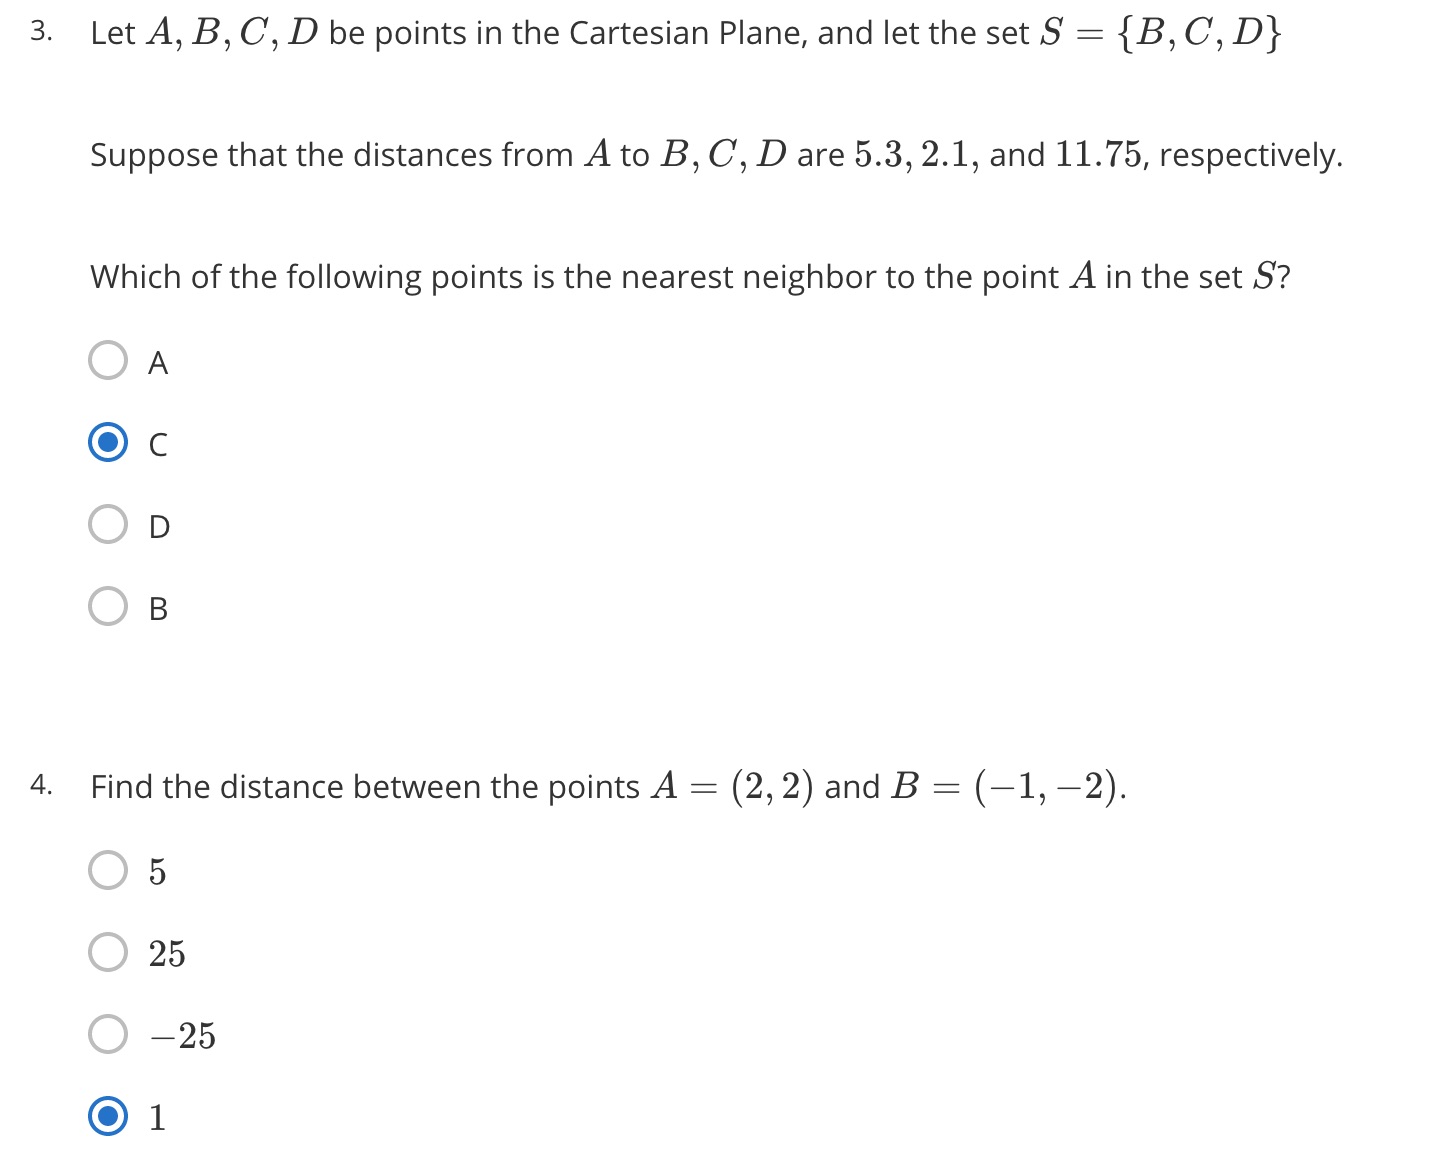 3. Let A, B, C, D be points in the Cartesian Plane, and let the set S = {B, C, D}
Suppose that the distances from A to B, C, D are 5.3, 2.1, and 11.75, respectively.
Which of the following points is the nearest neighbor to the point A in the set S?
A
C
D
B
4. Find the distance between the points A = (2, 2) and B = (−1, −2).
5
25
−25
1